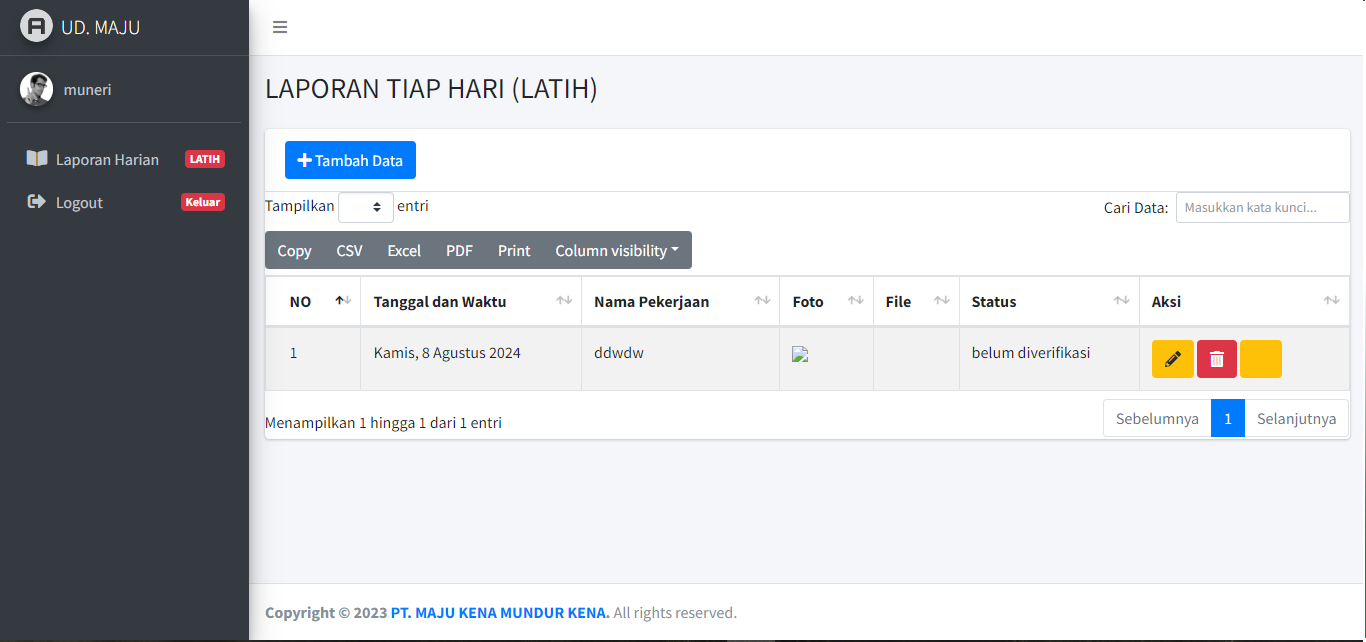 UD. MAJU
muneri
Laporan Harian LATIH
Logout Keluar
LAPORAN TIAP HARI (LATIH)
Tambah Data
Tampilkan entri
Cari Data: Masukkan kata kunci...
Copy CSV Excel PDF Print Column visibility
NO Tanggal dan Waktu Nama Pekerjaan Foto File Status Aksi
1 Kamis, 8 Agustus 2024 ddwdw belum diverifikasi
Menampilkan 1 hingga 1 dari 1 entri
Sebelumnya 1 Selanjutnya
Copyright © 2023 PT. MAJU KENA MUNDUR KENA. All rights reserved.